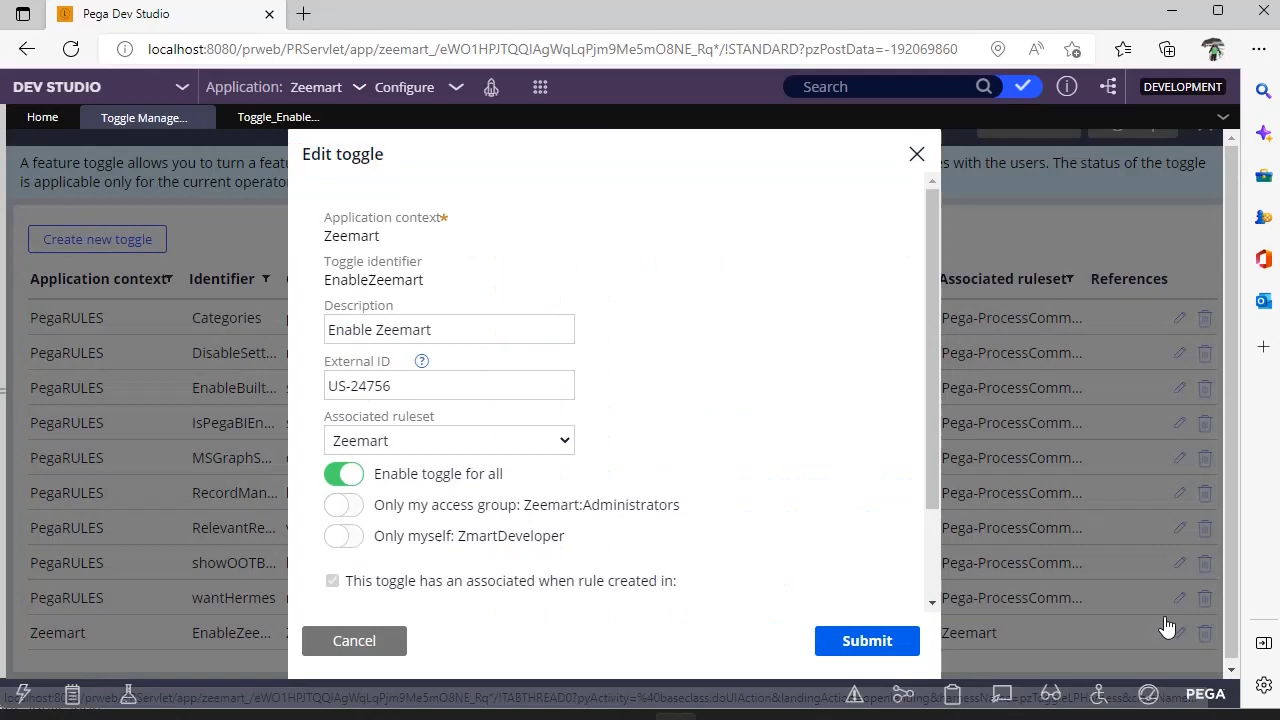 Pega Dev Studio
localhost:8080/prweb/PRServlet/app/zeemart_/eWO1HPJTQQIAgWqLqPjm9Me5mO8NE_Rq*/!STANDARD?pzPostData=-192069860
DEV STUDIO Application: Zeemart Configure Search DEVELOPMENT
Home Toggle Manage... Toggle_Enable...
Edit toggle
A feature toggle allows you to turn a featu es with the users. The status of the toggle
is applicable only for the current operator
Application context*
Zeemart
Create new toggle
Toggle identifier
EnableZeemart
Application context Identifier Associated ruleset References
Description
PegaRULES Categories Pega-ProcessComm...
Enable Zeemart
PegaRULES DisableSett... Pega-ProcessComm...
External ID ?
PegaRULES EnableBuilt... Pega-ProcessComm...
US-24756
Associated ruleset
PegaRULES IsPegaBIEn... Pega-ProcessComm...
Zeemart
PegaRULES MSGraphS... Pega-ProcessComm...
Enable toggle for all
PegaRULES RecordMan... Pega-ProcessComm...
Only my access group: Zeemart:Administrators
PegaRULES RelevantRe... Pega-ProcessComm...
Only myself: ZmartDeveloper
PegaRULES showOOTB... Pega-ProcessComm...
This toggle has an associated when rule created in:
PegaRULES wantHermes Pega-ProcessComm...
Zeemart EnableZee... Zeemart
Cancel Submit
PEGA